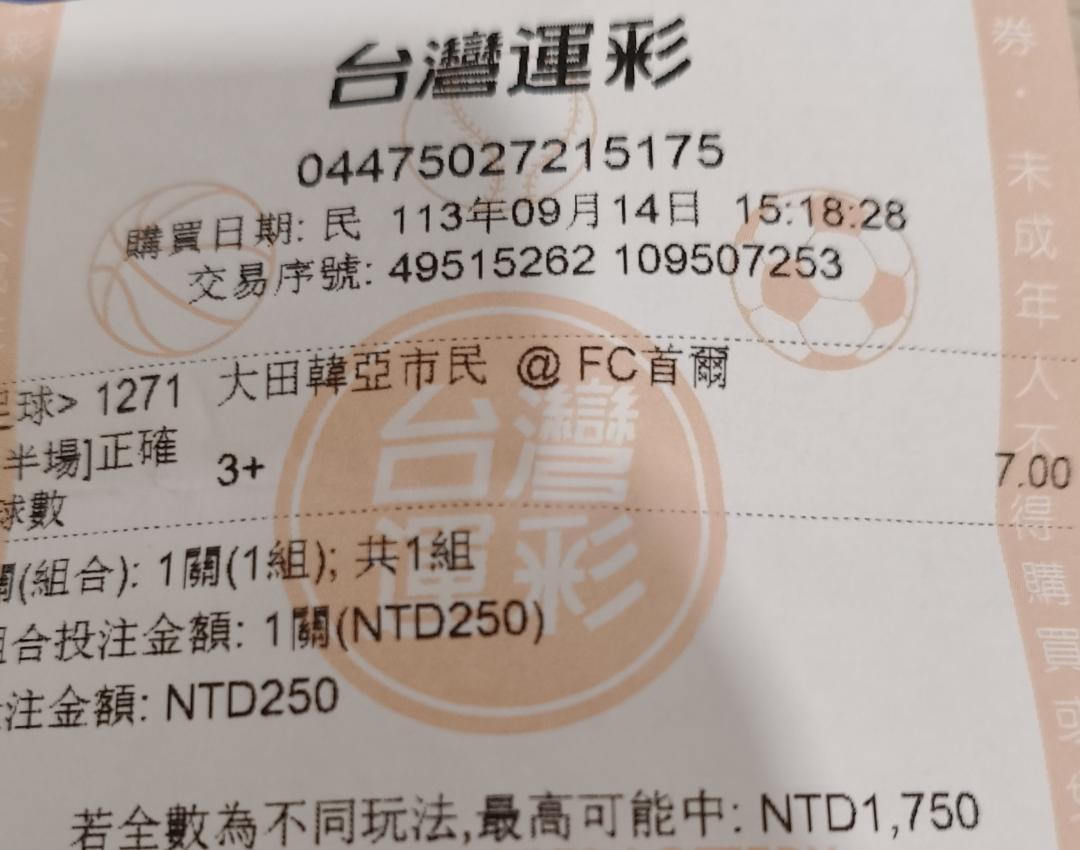 台灣運彩
04475027215175
購買日期: 民 113年09月14日 15:18:28
交易序號: 49515262 109507253
球> 1271 大田韓亞市民 @ FC首爾
半場]正確 3+ 7.00
球數
(組合): 1關(1組); 共1組
合投注金額: 1關(NTD250)
注金額: NTD250
若全數為不同玩法,最高可能中: NTD1,750
台灣
運彩
券・未成年人不得購買或